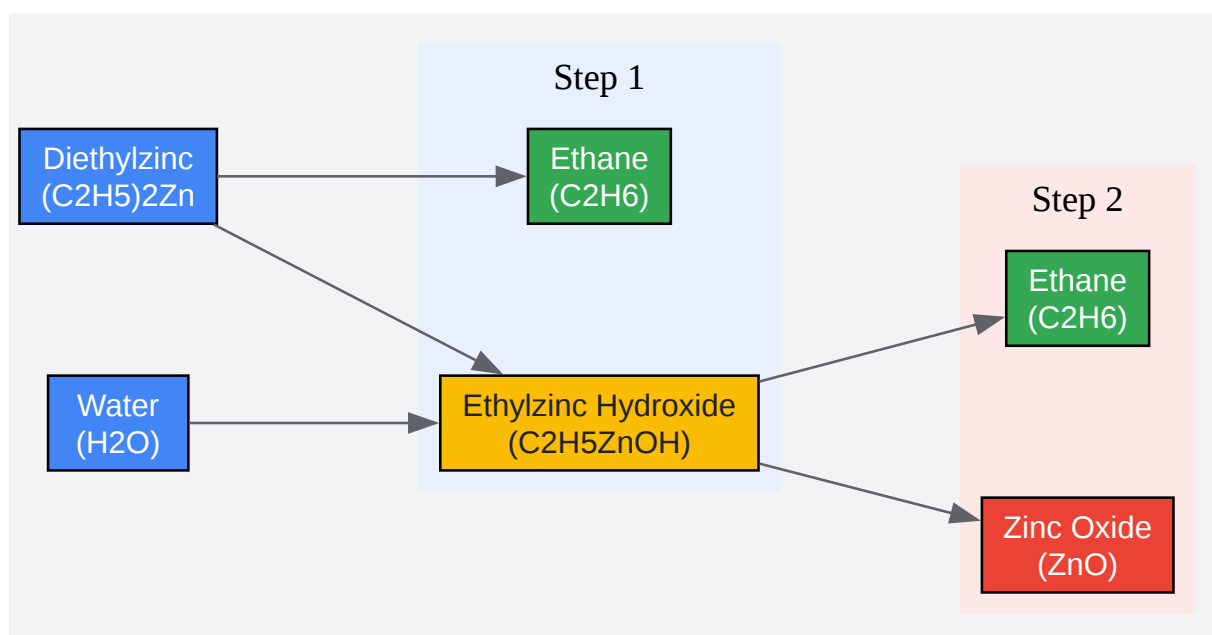 Step 1
Diethylzinc
(C2H5)2Zn
Ethane
(C2H6)
Step 2
Ethane
(C2H6)
Water
(H2O)
Ethylzinc Hydroxide
(C2H5ZnOH)
Zinc Oxide
(ZnO)